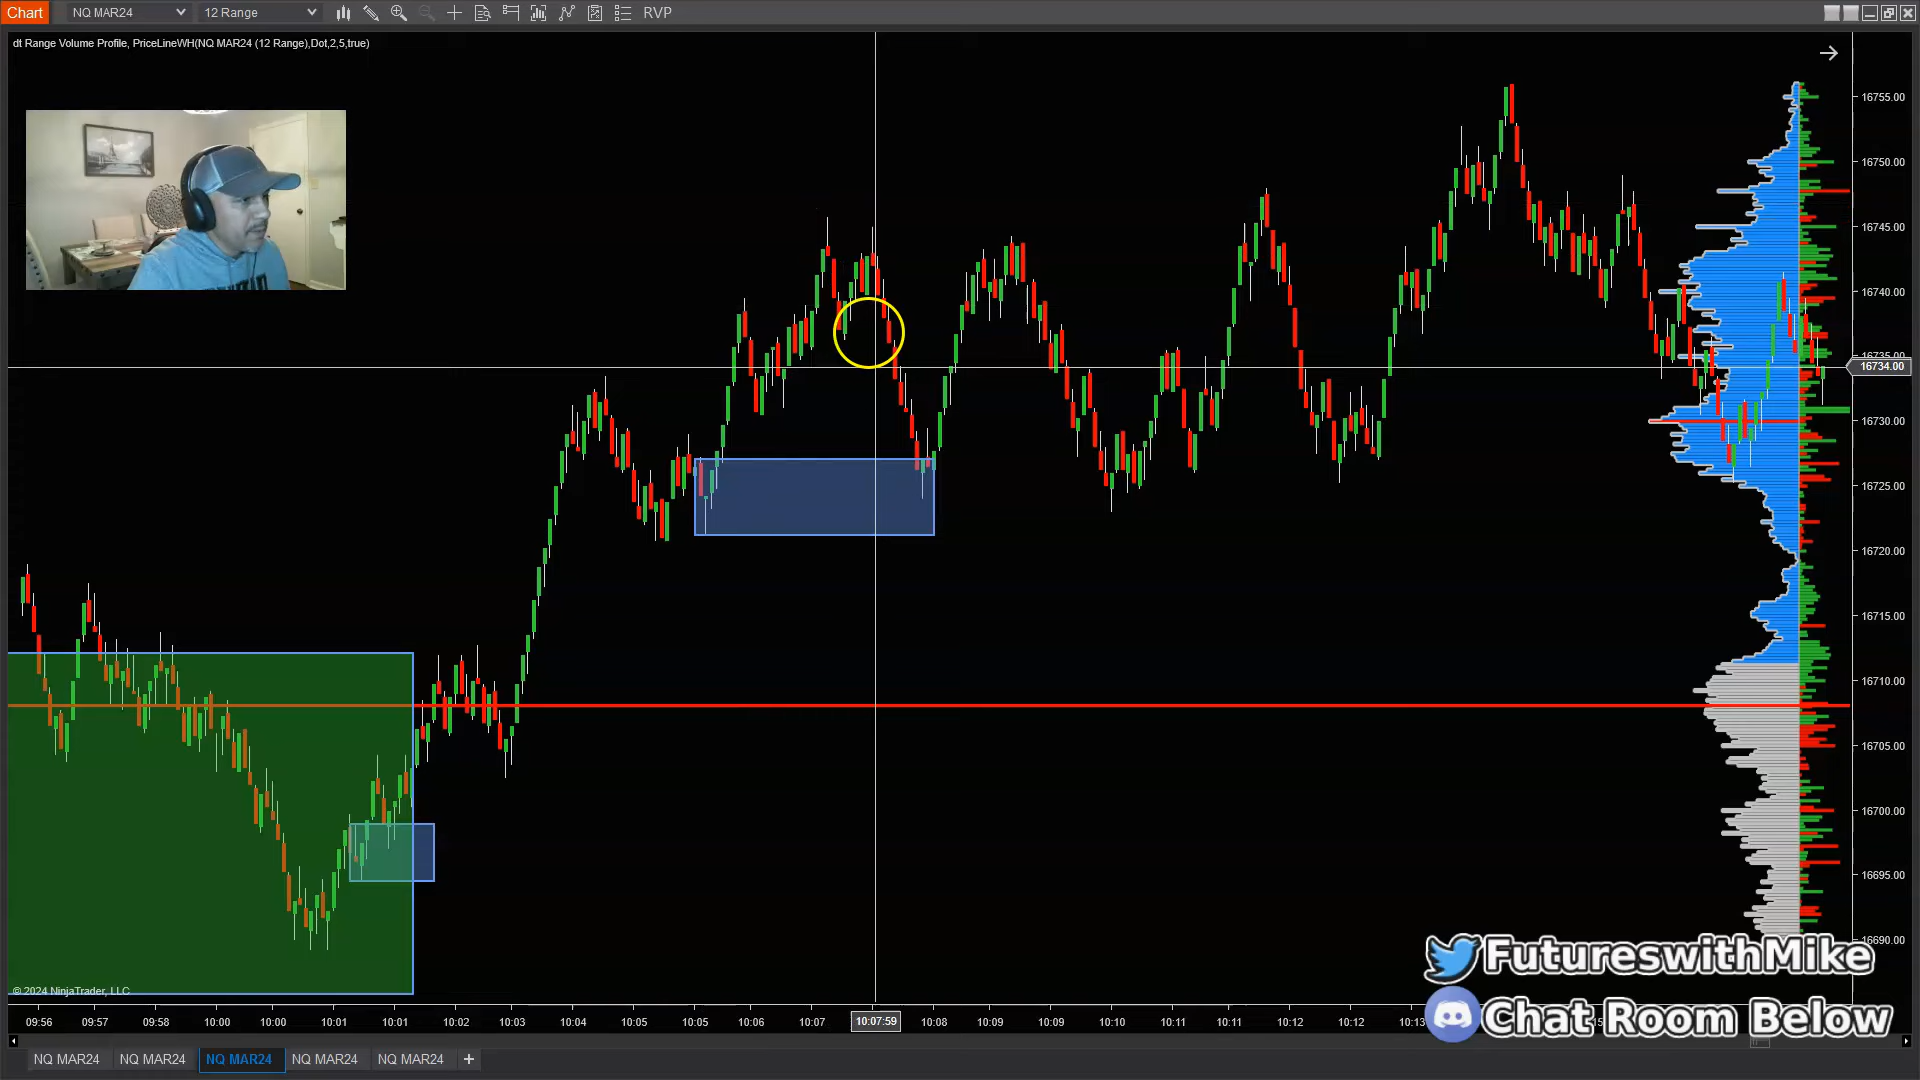 Chart NQ MAR24 12 Range RVP
dt Range Volume Profile, PriceLineWH(NQ MAR24 (12 Range),Dot,2,5,true)
16755.00
16750.00
16745.00
16740.00
16735.00
16734.00
16730.00
16725.00
16720.00
16715.00
16710.00
16705.00
16700.00
16695.00
16690.00
FutureswithMike
© 2024 NinjaTrader, LLC
Chat Room Below
09:56 09:57 09:58 10:00 10:00 10:01 10:01 10:02 10:03 10:04 10:05 10:05 10:06 10:07 10:07:59 10:08 10:09 10:09 10:10 10:11 10:11 10:12 10:12 10:13
NQ MAR24 NQ MAR24 NQ MAR24 NQ MAR24 NQ MAR24 +